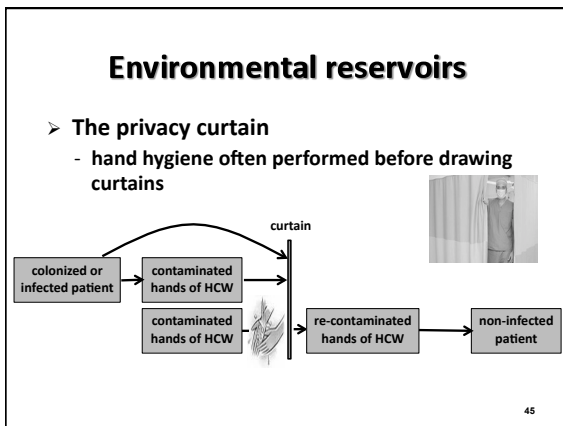 Environmental reservoirs
➢ The privacy curtain
- hand hygiene often performed before drawing
curtains
curtain
colonized or
infected patient
contaminated
hands of HCW
contaminated
hands of HCW
re-contaminated
hands of HCW
non-infected
patient
45